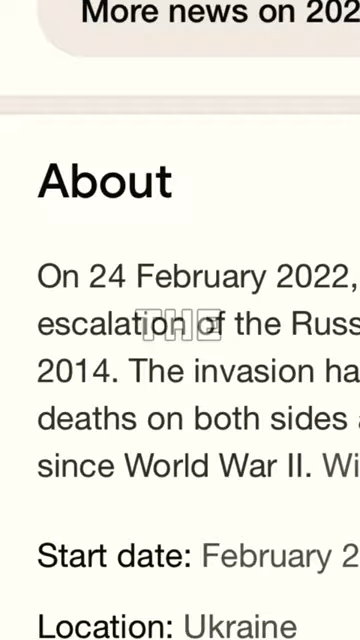 More news on 202
About
On 24 February 2022,
escalation of the Russ
THE
2014. The invasion ha
deaths on both sides a
since World War II. Wi
Start date: February 2
Location: Ukraine